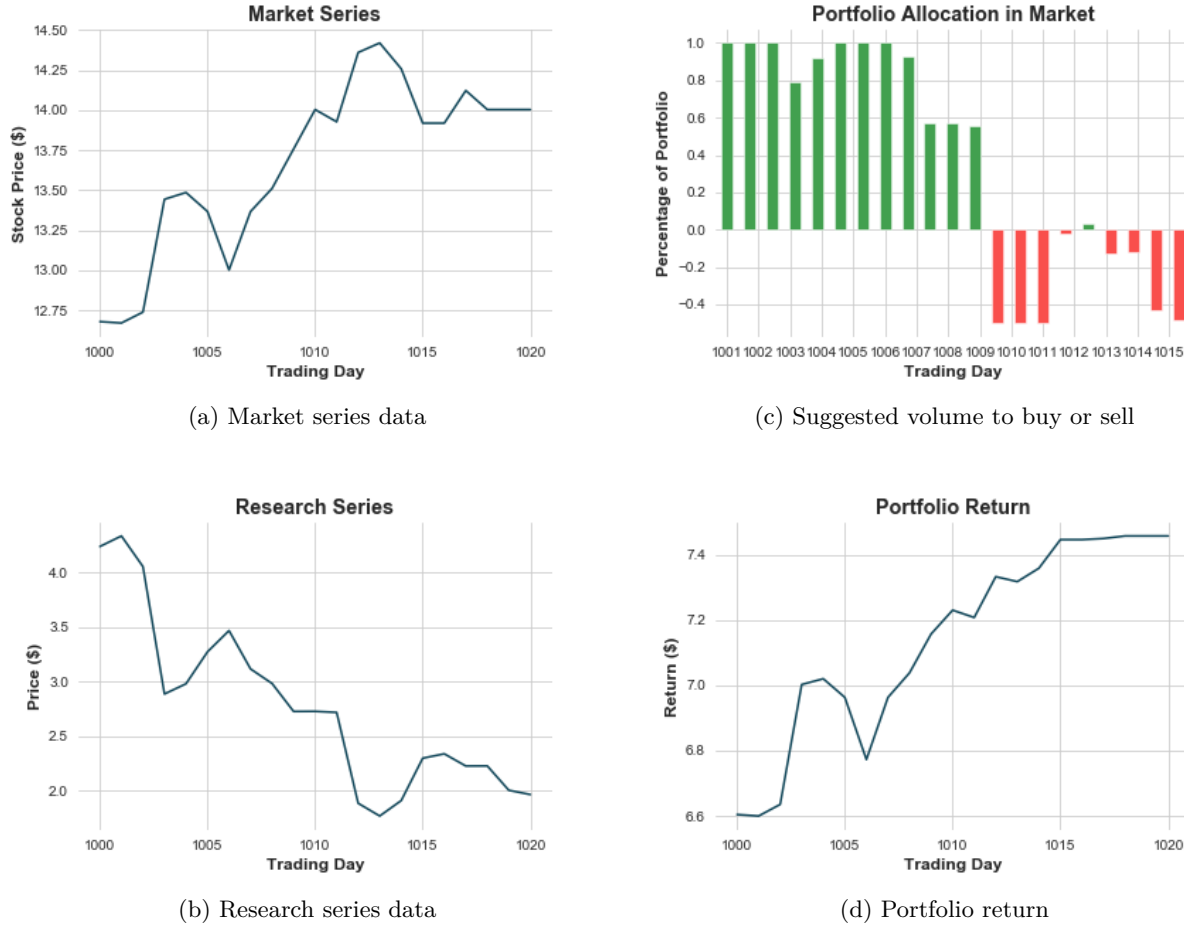 Market Series
Stock Price ($)
14.50
14.25
14.00
13.75
13.50
13.25
13.00
12.75
1000 1005 1010 1015 1020
Trading Day
(a) Market series data
Portfolio Allocation in Market
Percentage of Portfolio
1.0
0.8
0.6
0.4
0.2
0.0
−0.2
−0.4
1001 1002 1003 1004 1005 1006 1007 1008 1009 1010 1011 1012 1013 1014 1015
Trading Day
(c) Suggested volume to buy or sell
Research Series
Price ($)
4.0
3.5
3.0
2.5
2.0
1000 1005 1010 1015 1020
Trading Day
(b) Research series data
Portfolio Return
Return ($)
7.4
7.2
7.0
6.8
6.6
1000 1005 1010 1015 1020
Trading Day
(d) Portfolio return